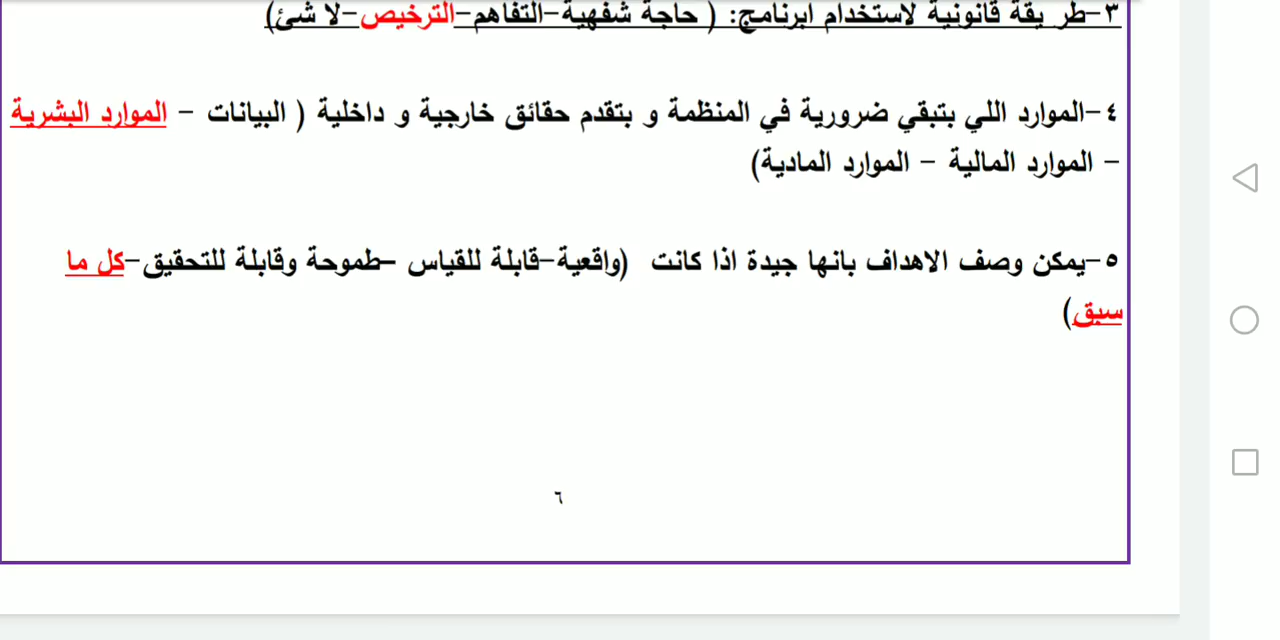 ٣-طر يقة قانونية لاستخدام ابرنامج: ( حاجة شفهية-التفاهم-الترخيص-لا شئ)
٤-الموارد اللي بتبقي ضرورية في المنظمة و بتقدم حقائق خارجية و داخلية ( البيانات - الموارد البشرية
- الموارد المالية - الموارد المادية)
٥-يمكن وصف الاهداف بانها جيدة اذا كانت (واقعية-قابلة للقياس -طموحة وقابلة للتحقيق-كل ما
سبق)
٦